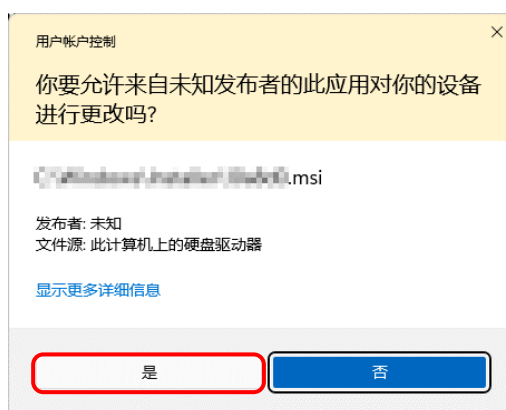 用户帐户控制
你要允许来自未知发布者的此应用对你的设备
进行更改吗?
.msi
发布者: 未知
文件源: 此计算机上的硬盘驱动器
显示更多详细信息
是
否